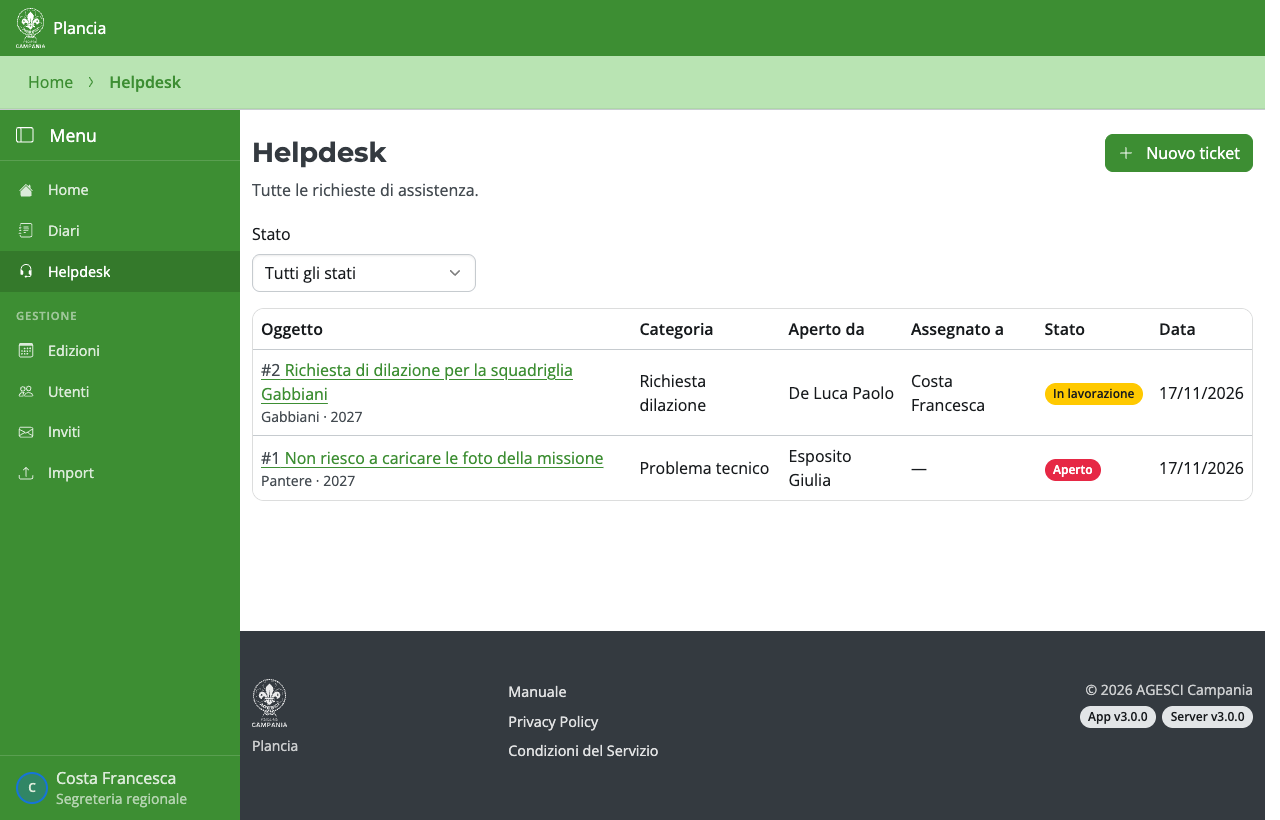 CAMPANIA
Plancia
Home
Helpdesk
Menu
Home
Diari
Helpdesk
GESTIONE
Edizioni
Utenti
Inviti
Import
Costa Francesca
C
Segreteria regionale
Helpdesk
Nuovo ticket
Tutte le richieste di assistenza.
Stato
Tutti gli stati
Oggetto Categoria Aperto da Assegnato a Stato Data
#2 Richiesta di dilazione per la squadriglia
Gabbiani
Gabbiani · 2027
Richiesta
dilazione
De Luca Paolo
Costa
Francesca
In lavorazione
17/11/2026
#1 Non riesco a caricare le foto della missione
Pantere · 2027
Problema tecnico
Esposito
Giulia
—
Aperto
17/11/2026
CAMPANIA
Plancia
Manuale
Privacy Policy
Condizioni del Servizio
© 2026 AGESCI Campania
App v3.0.0 Server v3.0.0